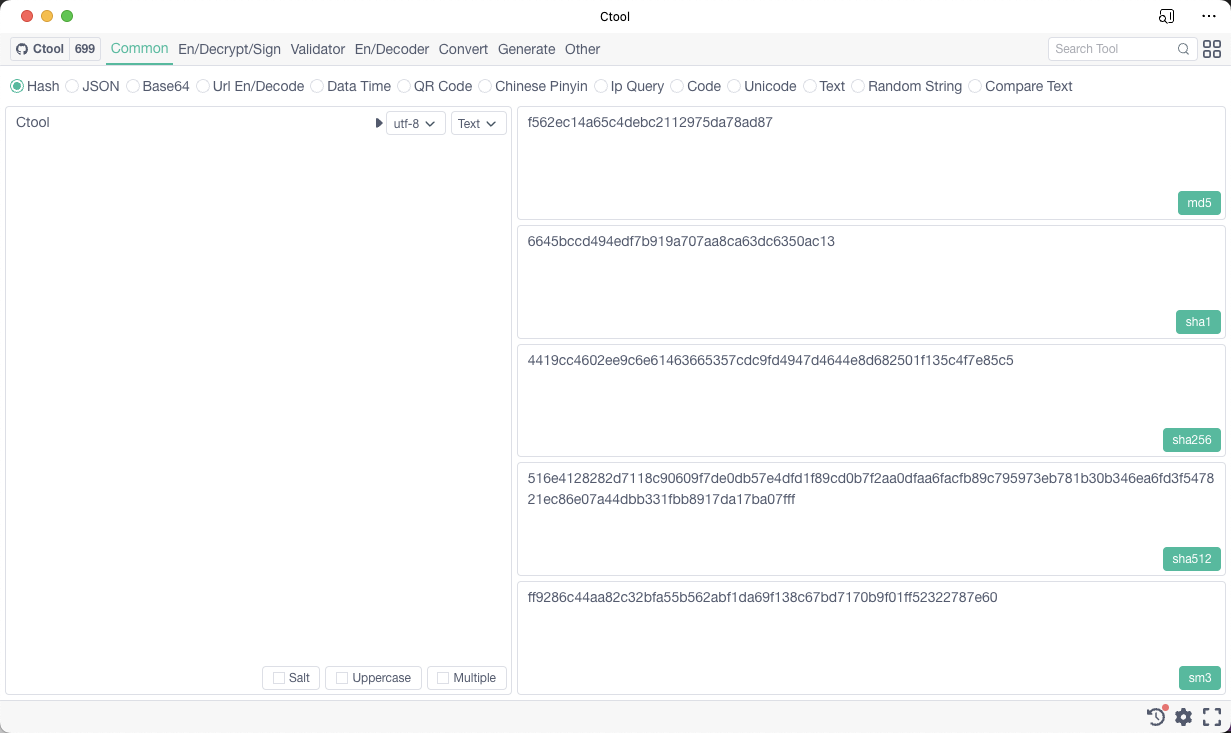 Ctool
Ctool 699 Common En/Decrypt/Sign Validator En/Decoder Convert Generate Other Search Tool
Hash JSON Base64 Url En/Decode Data Time QR Code Chinese Pinyin Ip Query Code Unicode Text Random String Compare Text
Ctool utf-8 Text
f562ec14a65c4debc2112975da78ad87
md5
6645bccd494edf7b919a707aa8ca63dc6350ac13
sha1
4419cc4602ee9c6e61463665357cdc9fd4947d4644e8d682501f135c4f7e85c5
sha256
516e4128282d7118c90609f7de0db57e4dfd1f89cd0b7f2aa0dfaa6facfb89c795973eb781b30b346ea6fd3f5478
21ec86e07a44dbb331fbb8917da17ba07fff
sha512
ff9286c44aa82c32bfa55b562abf1da69f138c67bd7170b9f01ff52322787e60
sm3
Salt Uppercase Multiple